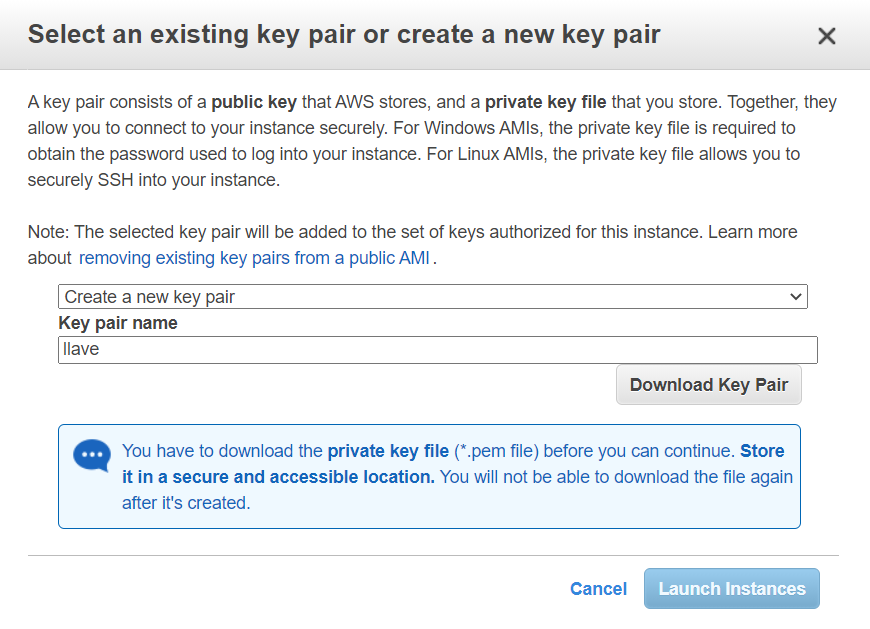 Select an existing key pair or create a new key pair
A key pair consists of a public key that AWS stores, and a private key file that you store. Together, they
allow you to connect to your instance securely. For Windows AMIs, the private key file is required to
obtain the password used to log into your instance. For Linux AMIs, the private key file allows you to
securely SSH into your instance.
Note: The selected key pair will be added to the set of keys authorized for this instance. Learn more
about removing existing key pairs from a public AMI .
Create a new key pair
Key pair name
llave
Download Key Pair
You have to download the private key file (*.pem file) before you can continue. Store
it in a secure and accessible location. You will not be able to download the file again
after it's created.
Cancel Launch Instances